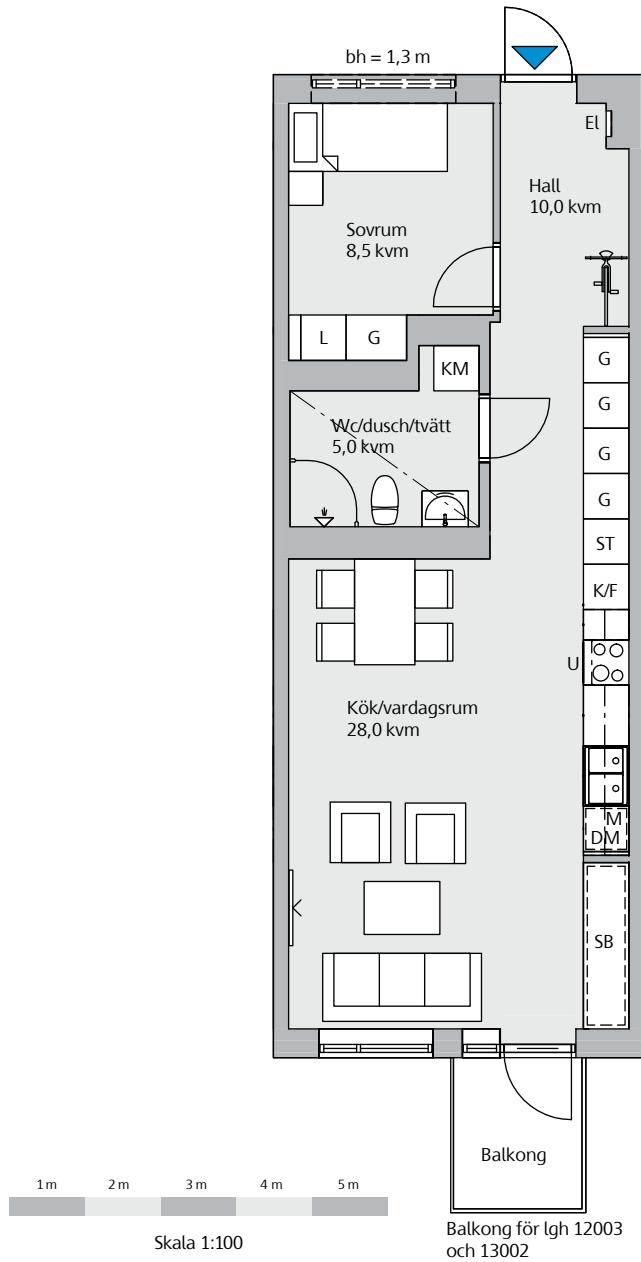 bh = 1,3 m
El
Hall
10,0 kvm
Sovrum
8,5 kvm
L
G
KM
G
G
G
G
ST
K/F
Wc/dusch/tvätt
5,0 kvm
U
Kök/vardagsrum
28,0 kvm
M
DM
SB
Balkong
1 m
2 m
3 m
4 m
5 m
Skala 1:100
Balkong för lgh 12003
och 13002